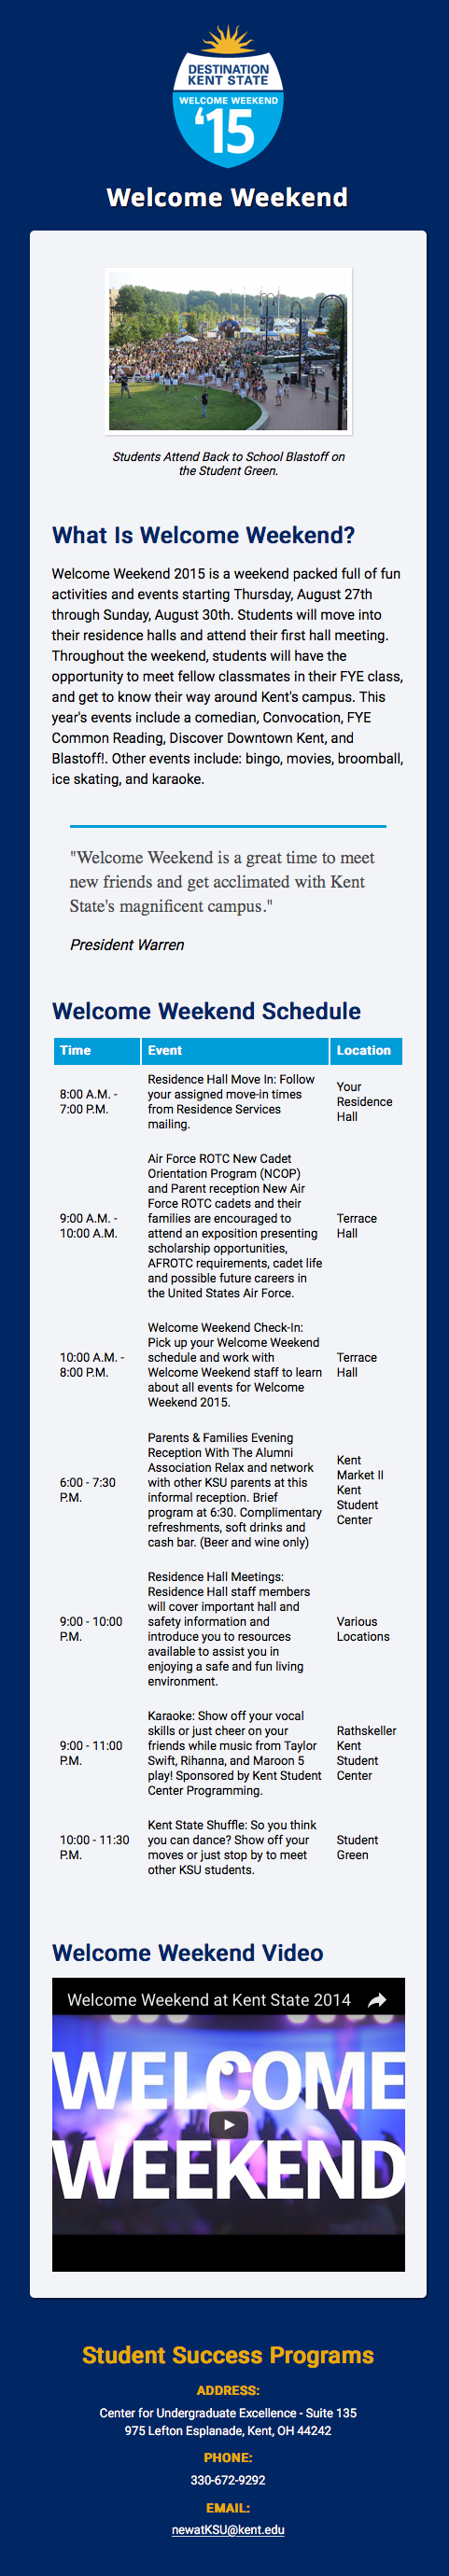 DESTINATION
KENT STATE
WELCOME WEEKEND
'15
Welcome Weekend
Students Attend Back to School Blastoff on
the Student Green.
What Is Welcome Weekend?
Welcome Weekend 2015 is a weekend packed full of fun
activities and events starting Thursday, August 27th
through Sunday, August 30th. Students will move into
their residence halls and attend their first hall meeting.
Throughout the weekend, students will have the
opportunity to meet fellow classmates in their FYE class,
and get to know their way around Kent's campus. This
year's events include a comedian, Convocation, FYE
Common Reading, Discover Downtown Kent, and
Blastoff!. Other events include: bingo, movies, broomball,
ice skating, and karaoke.
"Welcome Weekend is a great time to meet
new friends and get acclimated with Kent
State's magnificent campus."
President Warren
Welcome Weekend Schedule
Time Event Location
8:00 A.M. -
7:00 P.M.
Residence Hall Move In: Follow
your assigned move-in times
from Residence Services
mailing.
Your
Residence
Hall
9:00 A.M. -
10:00 A.M.
Air Force ROTC New Cadet
Orientation Program (NCOP)
and Parent reception New Air
Force ROTC cadets and their
families are encouraged to
attend an exposition presenting
scholarship opportunities,
AFROTC requirements, cadet life
and possible future careers in
the United States Air Force.
Terrace
Hall
10:00 A.M. -
8:00 P.M.
Welcome Weekend Check-In:
Pick up your Welcome Weekend
schedule and work with
Welcome Weekend staff to learn
about all events for Welcome
Weekend 2015.
Terrace
Hall
6:00 - 7:30
P.M.
Parents & Families Evening
Reception With The Alumni
Association Relax and network
with other KSU parents at this
informal reception. Brief
program at 6:30. Complimentary
refreshments, soft drinks and
cash bar. (Beer and wine only)
Kent
Market II
Kent
Student
Center
9:00 - 10:00
P.M.
Residence Hall Meetings:
Residence Hall staff members
will cover important hall and
safety information and
introduce you to resources
available to assist you in
enjoying a safe and fun living
environment.
Various
Locations
9:00 - 11:00
P.M.
Karaoke: Show off your vocal
skills or just cheer on your
friends while music from Taylor
Swift, Rihanna, and Maroon 5
play! Sponsored by Kent Student
Center Programming.
Rathskeller
Kent
Student
Center
10:00 - 11:30
P.M.
Kent State Shuffle: So you think
you can dance? Show off your
moves or just stop by to meet
other KSU students.
Student
Green
Welcome Weekend Video
Welcome Weekend at Kent State 2014
WELCOME
WEEKEND
Student Success Programs
ADDRESS:
Center for Undergraduate Excellence - Suite 135
975 Lefton Esplanade, Kent, OH 44242
PHONE:
330-672-9292
EMAIL:
newatKSU@kent.edu